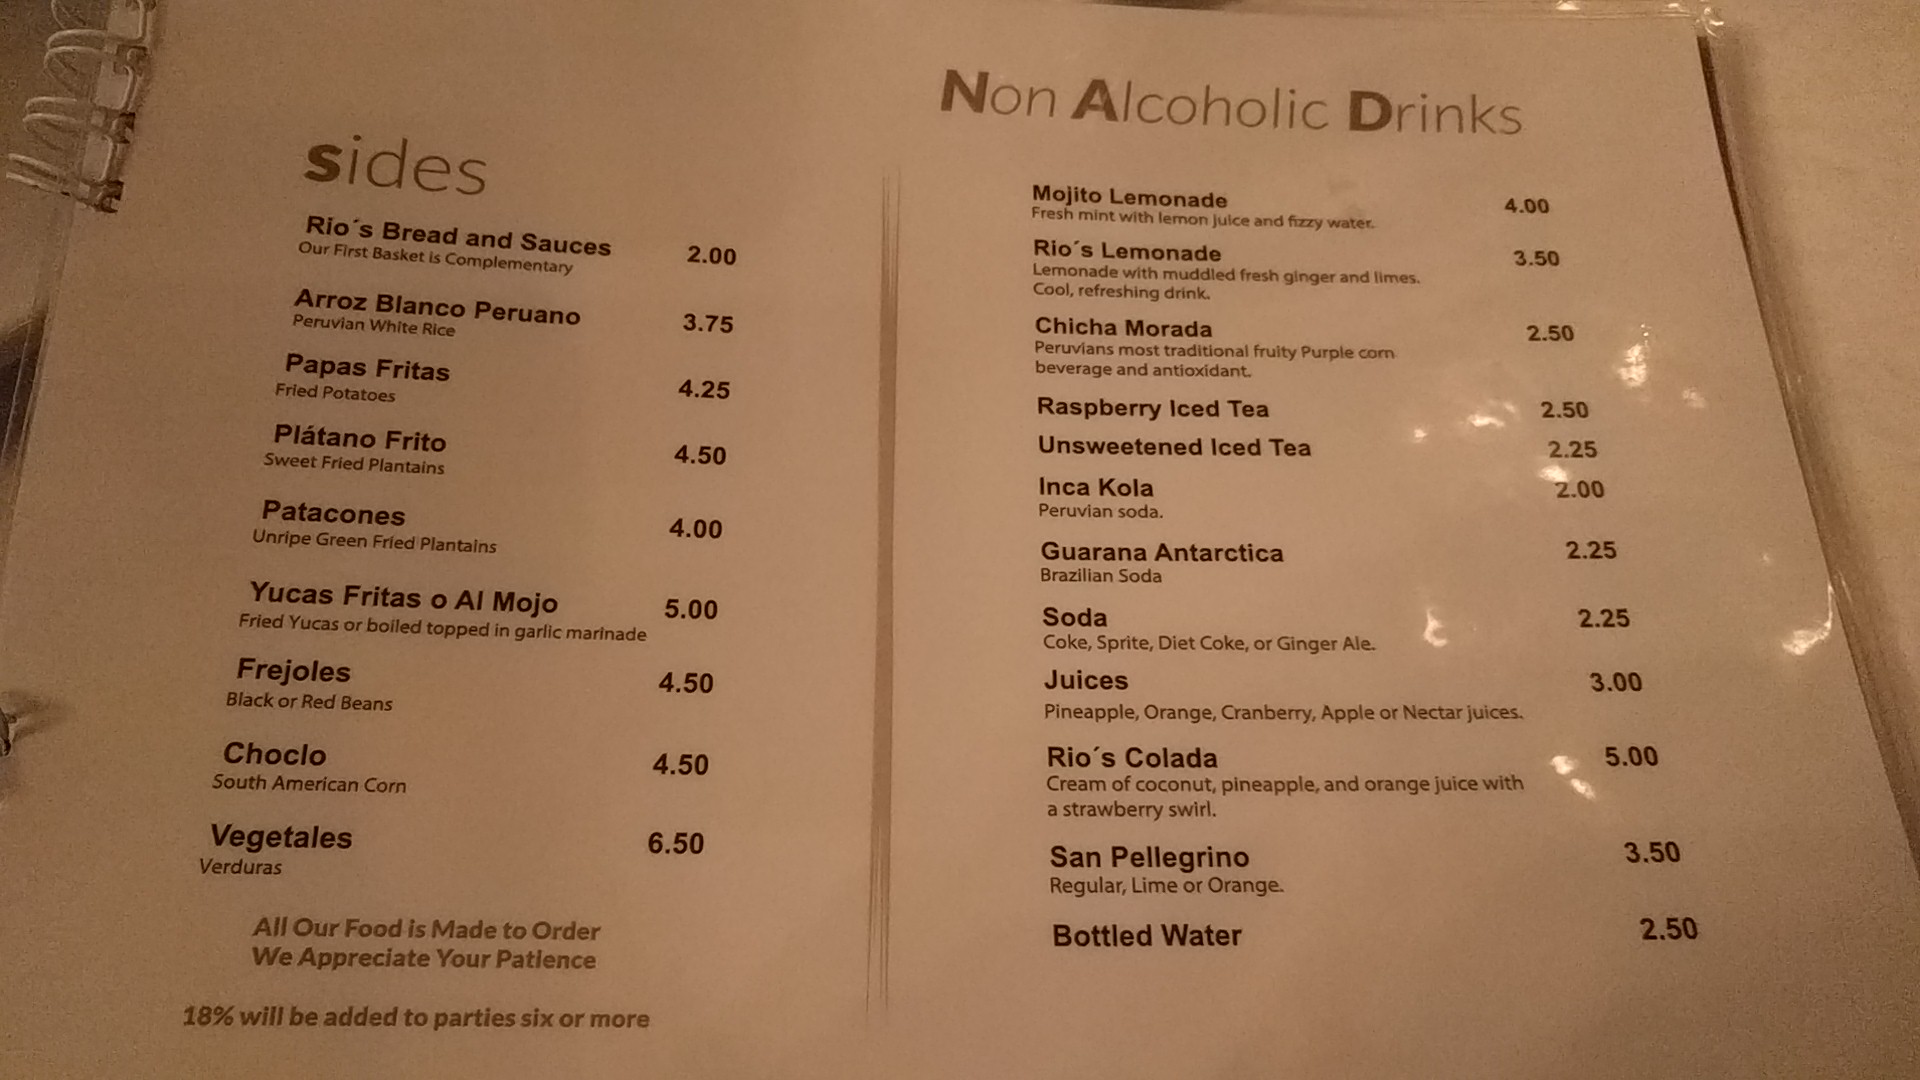 Sides
Rio´s Bread and Sauces 2.00
Our First Basket is Complementary
Arroz Blanco Peruano 3.75
Peruvian White Rice
Papas Fritas 4.25
Fried Potatoes
Plátano Frito 4.50
Sweet Fried Plantains
Patacones 4.00
Unripe Green Fried Plantains
Yucas Fritas o Al Mojo 5.00
Fried Yucas or boiled topped in garlic marinade
Frejoles 4.50
Black or Red Beans
Choclo 4.50
South American Corn
Vegetales 6.50
Verduras
All Our Food is Made to Order
We Appreciate Your Patience
18% will be added to parties six or more
Non Alcoholic Drinks
Mojito Lemonade 4.00
Fresh mint with lemon juice and fizzy water.
Rio´s Lemonade 3.50
Lemonade with muddled fresh ginger and limes.
Cool, refreshing drink.
Chicha Morada 2.50
Peruvians most traditional fruity Purple corn
beverage and antioxidant.
Raspberry Iced Tea 2.50
Unsweetened Iced Tea 2.25
Inca Kola 2.00
Peruvian soda.
Guarana Antarctica 2.25
Brazilian Soda
Soda 2.25
Coke, Sprite, Diet Coke, or Ginger Ale.
Juices 3.00
Pineapple, Orange, Cranberry, Apple or Nectar juices.
Rio´s Colada 5.00
Cream of coconut, pineapple, and orange juice with
a strawberry swirl.
San Pellegrino 3.50
Regular, Lime or Orange.
Bottled Water 2.50